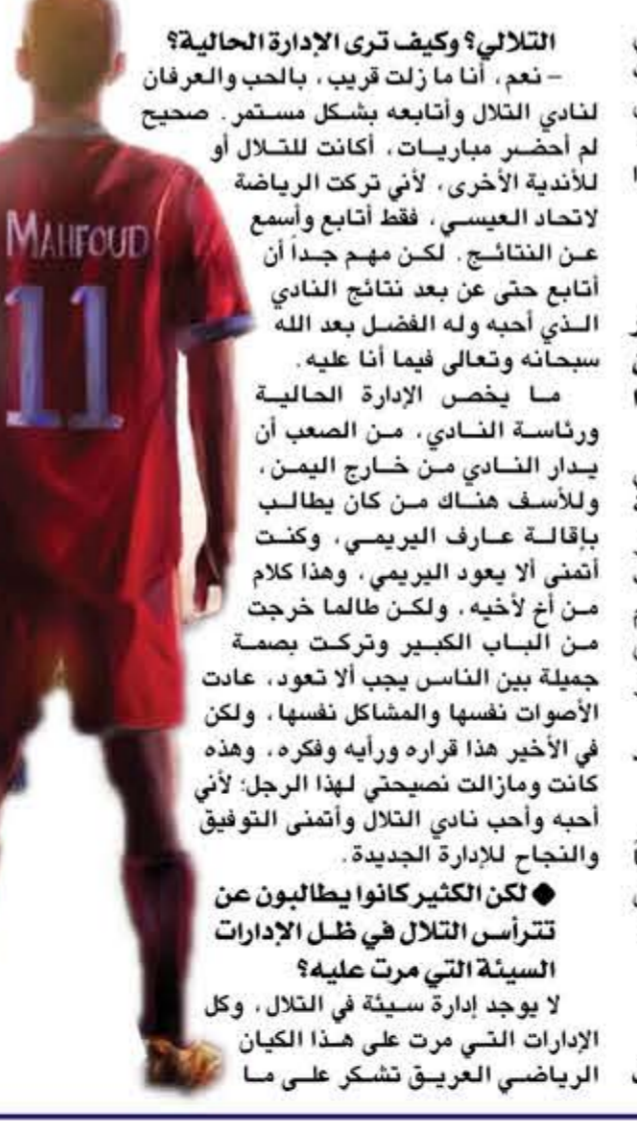 التلالي؟ وكيف ترى الإدارة الحالية؟
– نعم، أنا ما زلت قريب، بالحب والعرفان
لنادي التلال وأتابعه بشكل مستمر. صحيح
لم أحضر مباريات، أكانت للتلال أو
للأندية الأخرى، لأني تركت الرياضة
لاتحاد العيسي، فقط أتابع وأسمع
عن النتائج. لكن مهم جداً أن
أتابع حتى عن بعد نتائج النادي
الذي أحبه وله الفضل بعد الله
سبحانه وتعالى فيما أنا عليه.
ما يخص الإدارة الحالية
ورئاسة النادي، من الصعب أن
يدار النادي من خارج اليمن،
وللأسف هناك من كان يطالب
بإقالة عارف اليريمي، وكنت
أتمنى ألا يعود اليريمي، وهذا كلام
من أخ لأخيه، ولكن طالما خرجت
من الباب الكبير وتركت بصمة
جميلة بين الناس يجب ألا تعود، عادت
الأصوات نفسها والمشاكل نفسها، ولكن
في الأخير هذا قراره ورأيه وفكره، وهذه
كانت ومازالت نصيحتي لهذا الرجل؛ لأني
أحبه وأحب نادي التلال وأتمنى التوفيق
والنجاح للإدارة الجديدة.
◆ لكن الكثير كانوا يطالبون عن
تترأس التلال في ظل الإدارات
السيئة التي مرت عليه؟
لا يوجد إدارة سيئة في التلال، وكل
الإدارات التي مرت على هذا الكيان
الرياضي العريق تشكر على ما
MAHFOUD
11